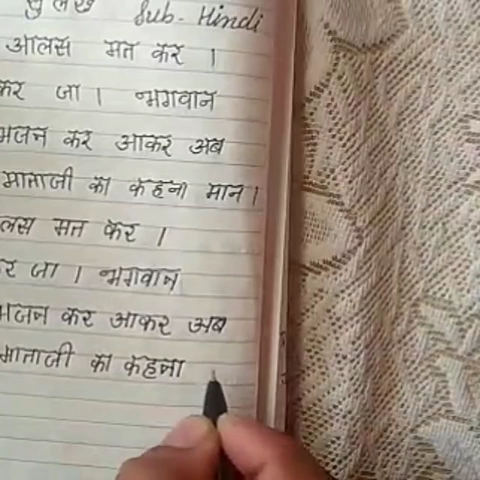 सुलेख Sub- Hindi
आलस मत कर ।
कर जा । भगवान
भजन कर आकर अब
माताजी का कहना मान ।
लस मत कर ।
र जा । भगवान
भजन कर आकर अब
माताजी का कहना